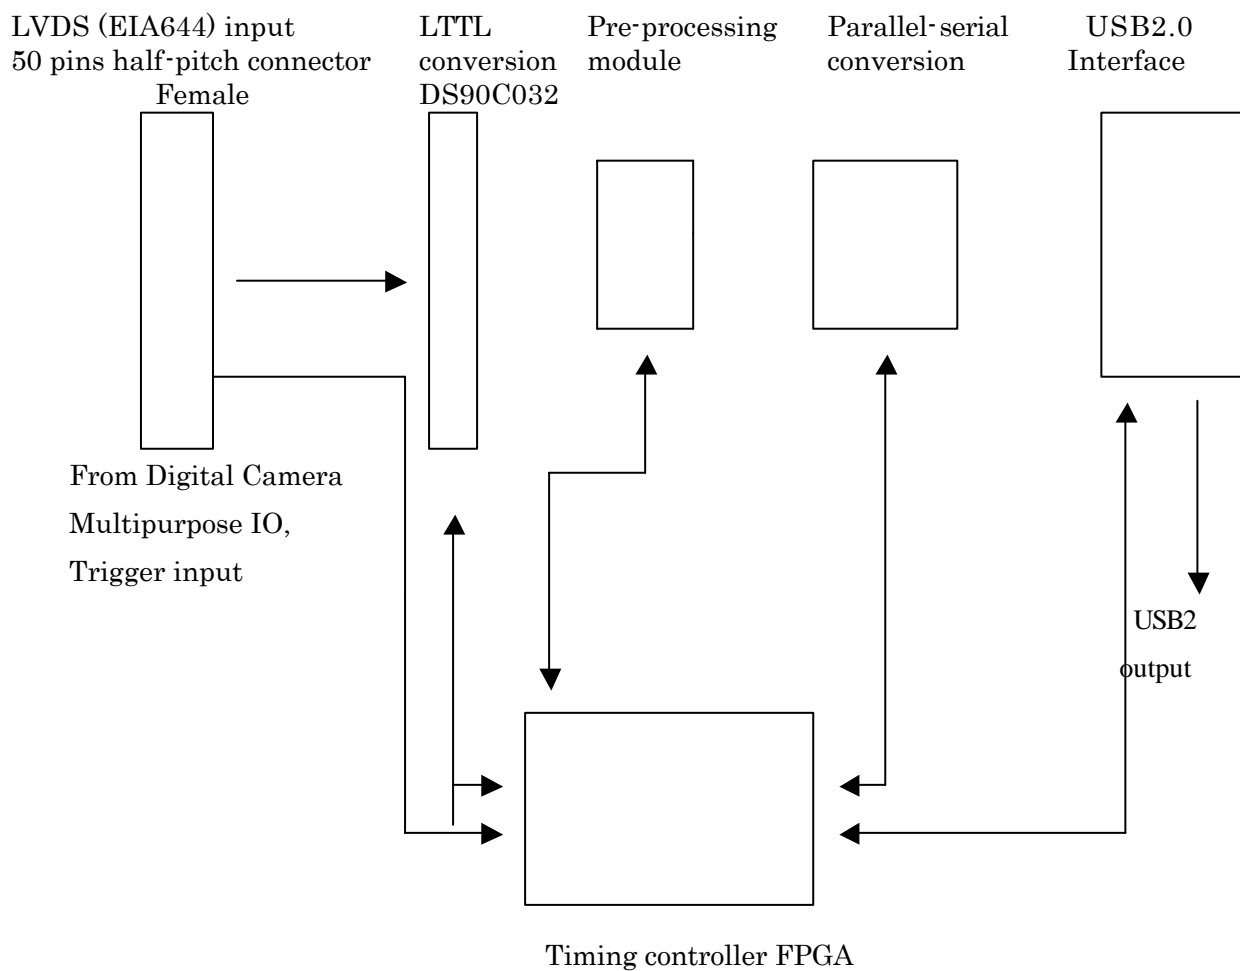 LVDS (EIA644) input
50 pins half-pitch connector
Female
LTTL
conversion
DS90C032
Pre-processing
module
Parallel-serial
conversion
USB2.0
Interface
From Digital Camera
Multipurpose IO,
Trigger input
USB2
output
Timing controller FPGA